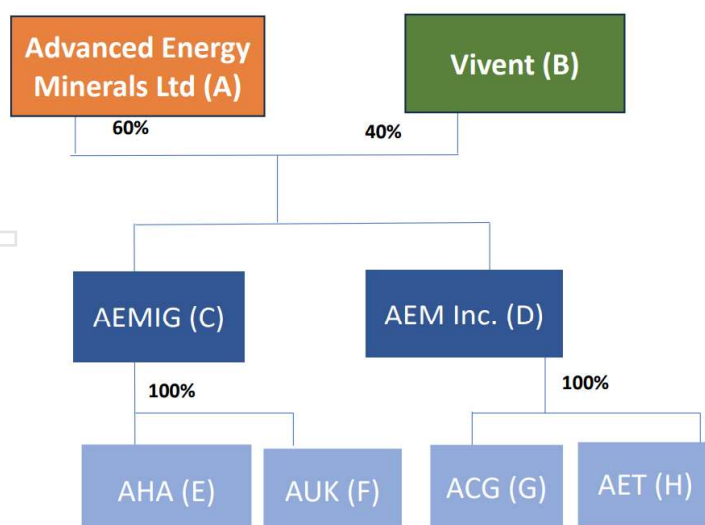 Advanced Energy
Minerals Ltd (A)
Vivent (B)
60%
40%
AEMIG (C)
AEM Inc. (D)
100%
100%
AHA (E)
AUK (F)
ACG (G)
AET (H)